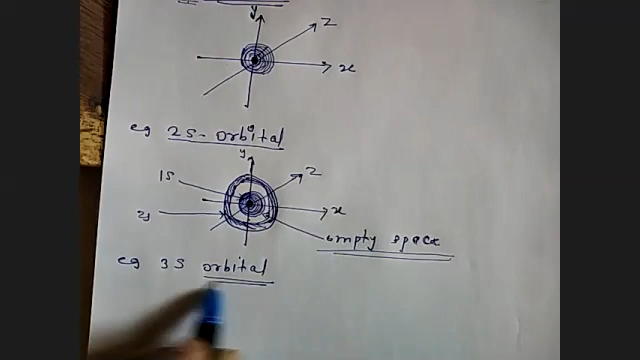 y
z
x
eg 2s-orbital
y
z
1s
x
2s
empty space
eg 3s orbital